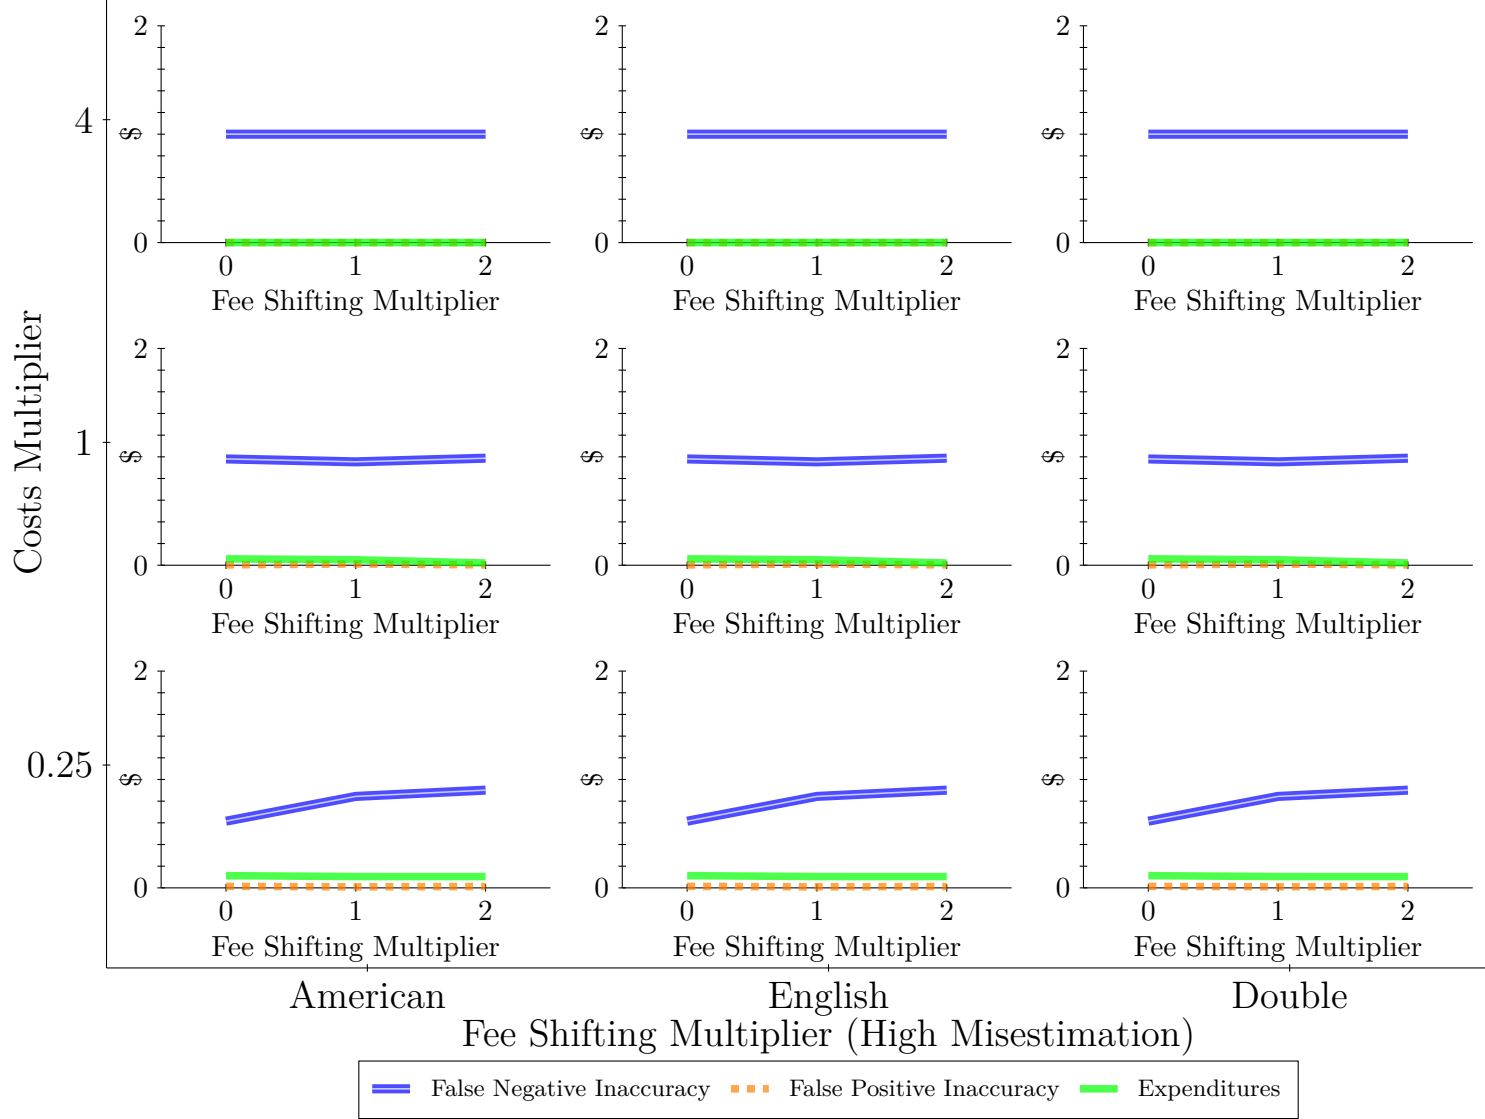 2
$
0
0 1 2
Fee Shifting Multiplier
2
$
0
0 1 2
Fee Shifting Multiplier
2
$
0
0 1 2
Fee Shifting Multiplier
2
$
0
0 1 2
Fee Shifting Multiplier
2
$
0
0 1 2
Fee Shifting Multiplier
2
$
0
0 1 2
Fee Shifting Multiplier
2
$
0
0 1 2
Fee Shifting Multiplier
2
$
0
0 1 2
Fee Shifting Multiplier
2
$
0
0 1 2
Fee Shifting Multiplier
4
1
0.25
Costs Multiplier
American English Double
Fee Shifting Multiplier (High Misestimation)
False Negative Inaccuracy False Positive Inaccuracy Expenditures